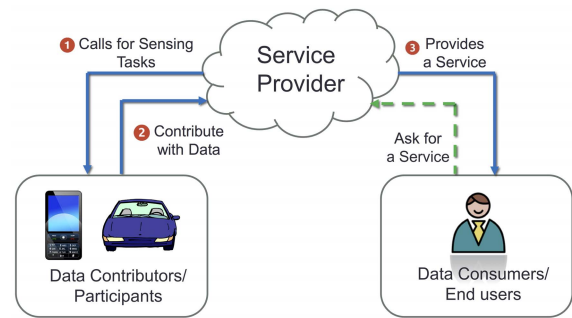 1 Calls for Sensing
Tasks
Service
Provider
3 Provides
a Service
2 Contribute
with Data
Ask for
a Service
Data Contributors/
Participants
Data Consumers/
End users